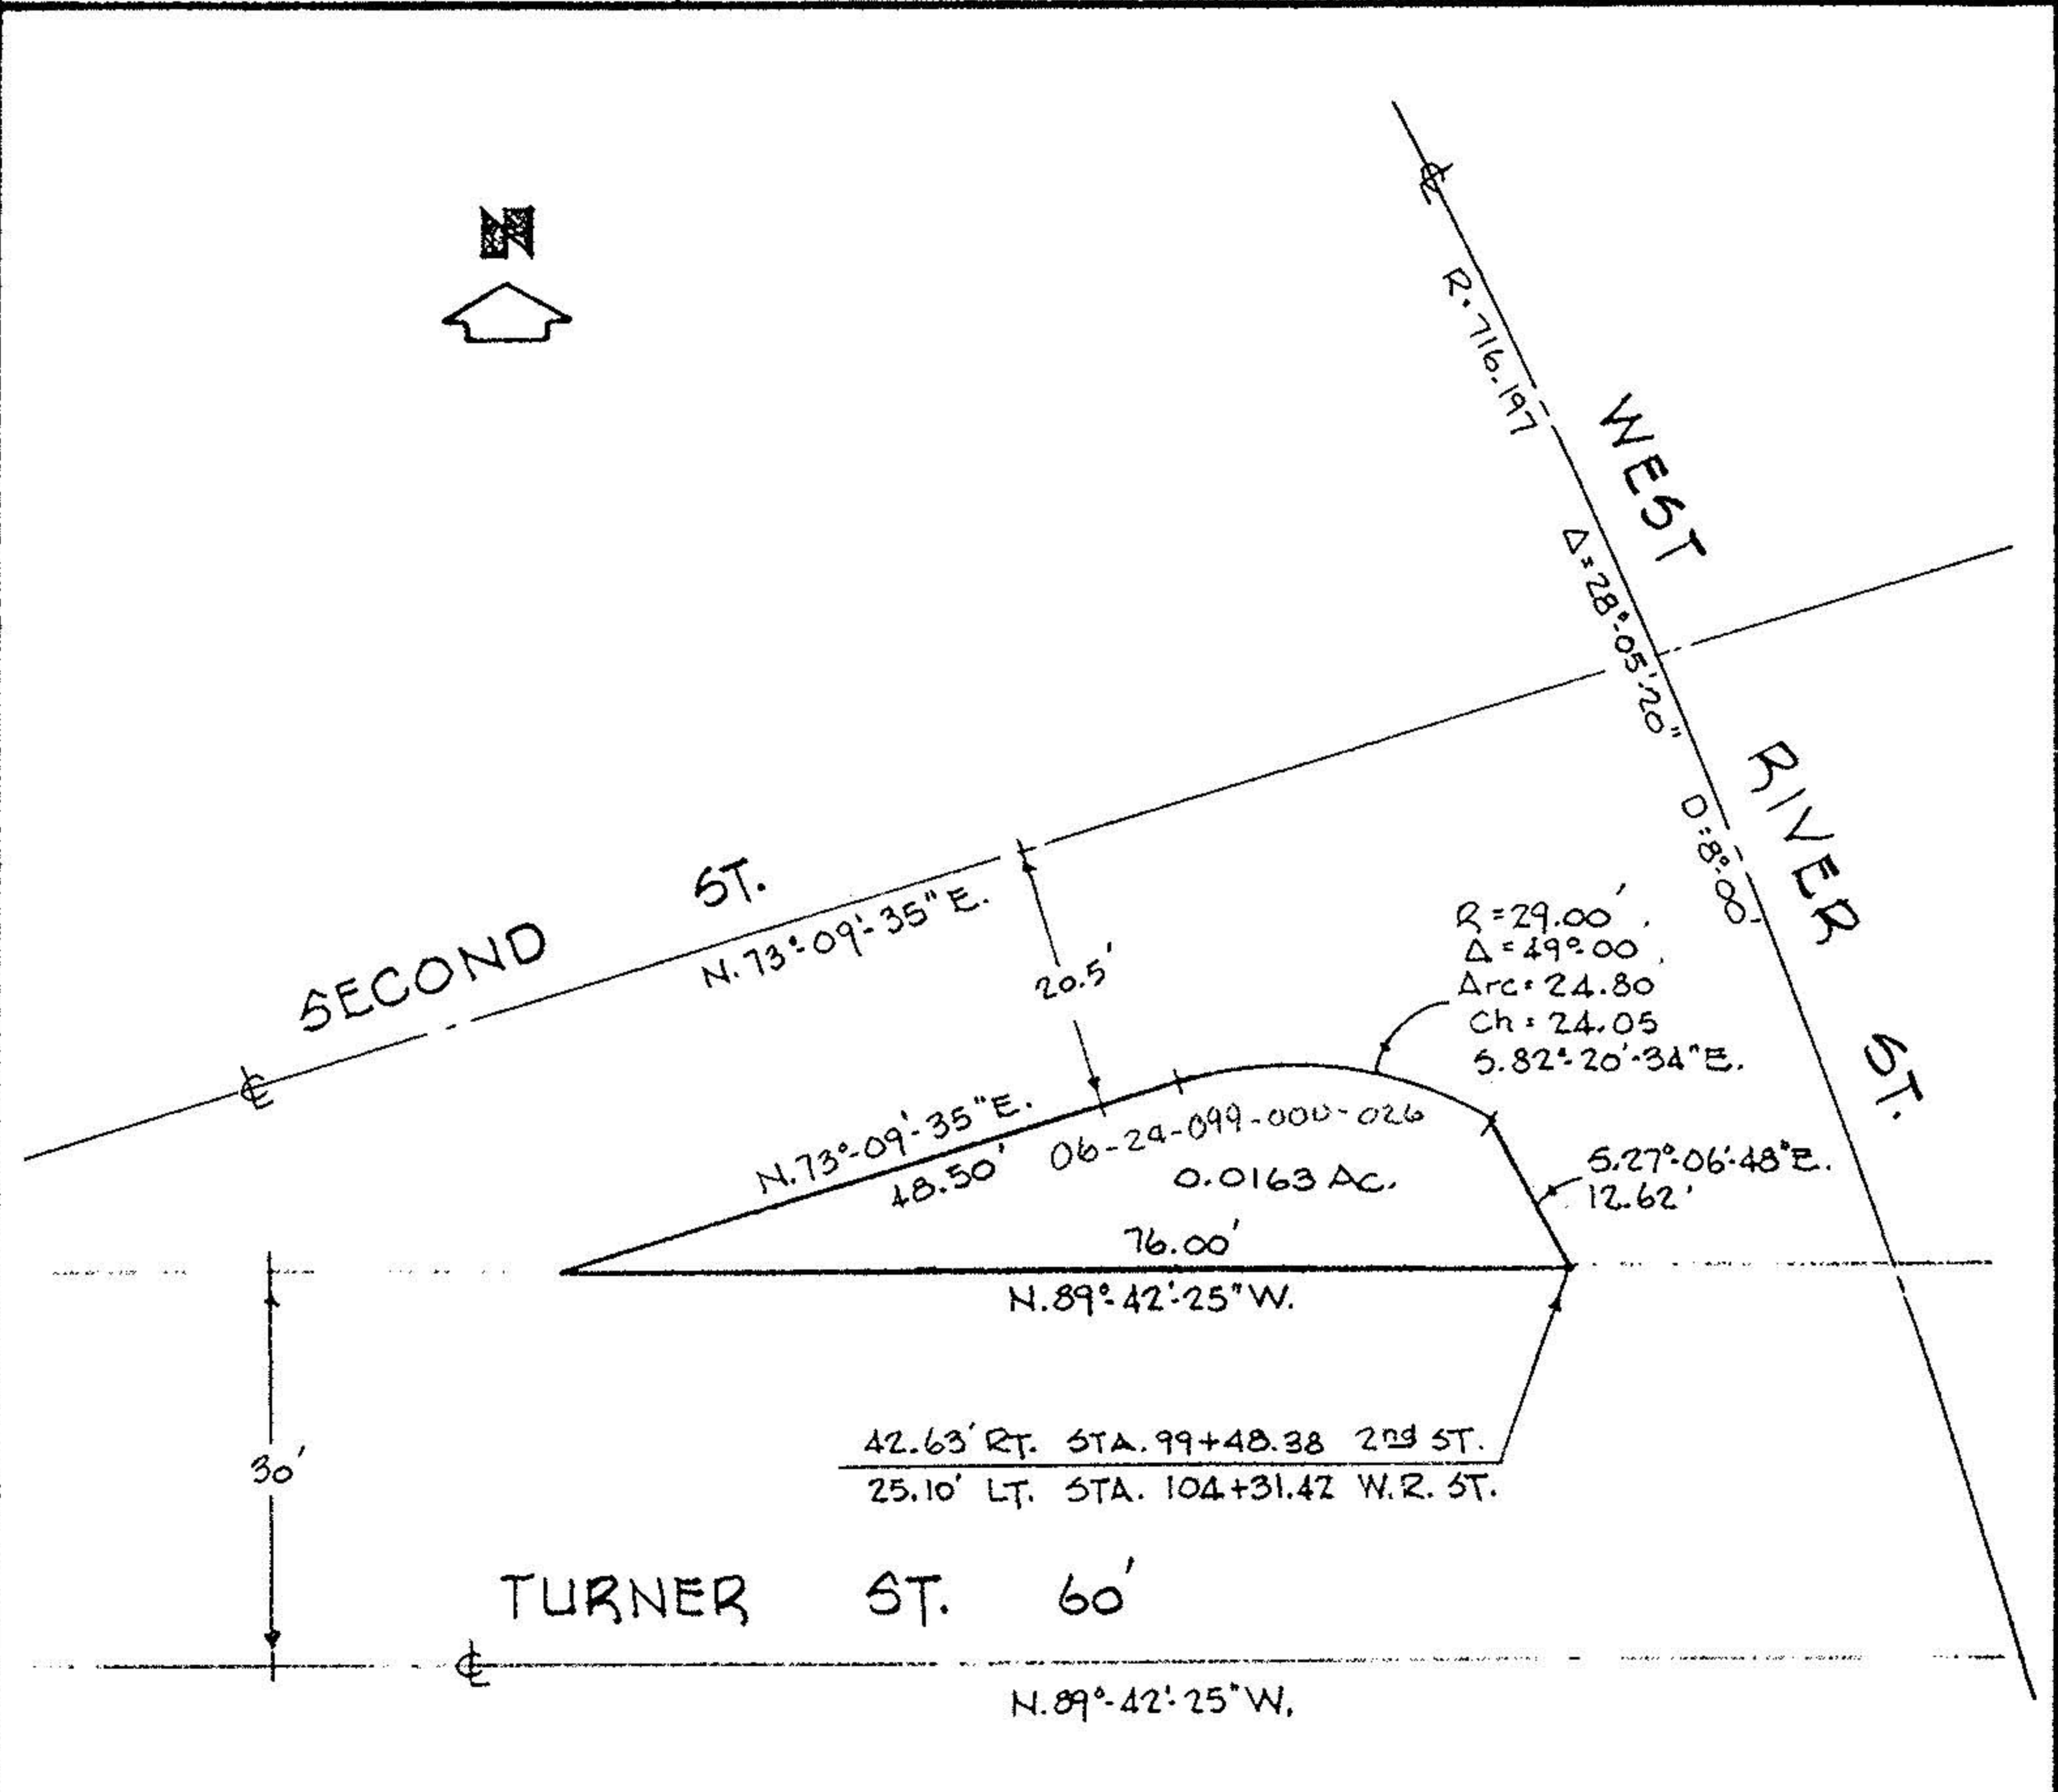 N
℄
R=716.197
WEST
Δ=28°-05'-20"
RIVER
D=8°-00
ST.
SECOND ST.
N.73°-09'-35"E.
20.5'
℄
R=29.00'
Δ=49°-00'
Arc=24.80
Ch=24.05
S.82°-20'-34"E.
N.73°-09'-35"E.
48.50'
06-24-099-000-026
0.0163 Ac.
S.27°-06'-48"E.
12.62'
76.00'
N.89°-42'-25"W.
30'
42.63' RT. STA. 99+48.38 2nd ST.
25.10' LT. STA. 104+31.42 W.R. ST.
TURNER ST. 60'
℄
N.89°-42'-25"W.